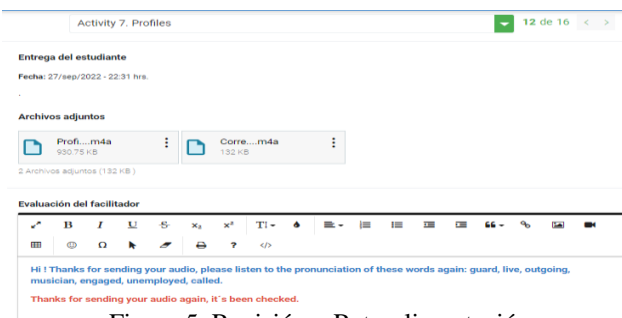 Activity 7. Profiles
12 de 16 < >
Entrega del estudiante
Fecha: 27/sep/2022 - 22:31 hrs.
.
Archivos adjuntos
Profi....m4a
930.75 KB
Corre....m4a
132 KB
2 Archivos adjuntos (132 KB )
Evaluación del facilitador
B I U S x₂ x² TI
Ω ? </>
Hi ! Thanks for sending your audio, please listen to the pronunciation of these words again: guard, live, outgoing,
musician, engaged, unemployed, called.
Thanks for sending your audio again, it´s been checked.